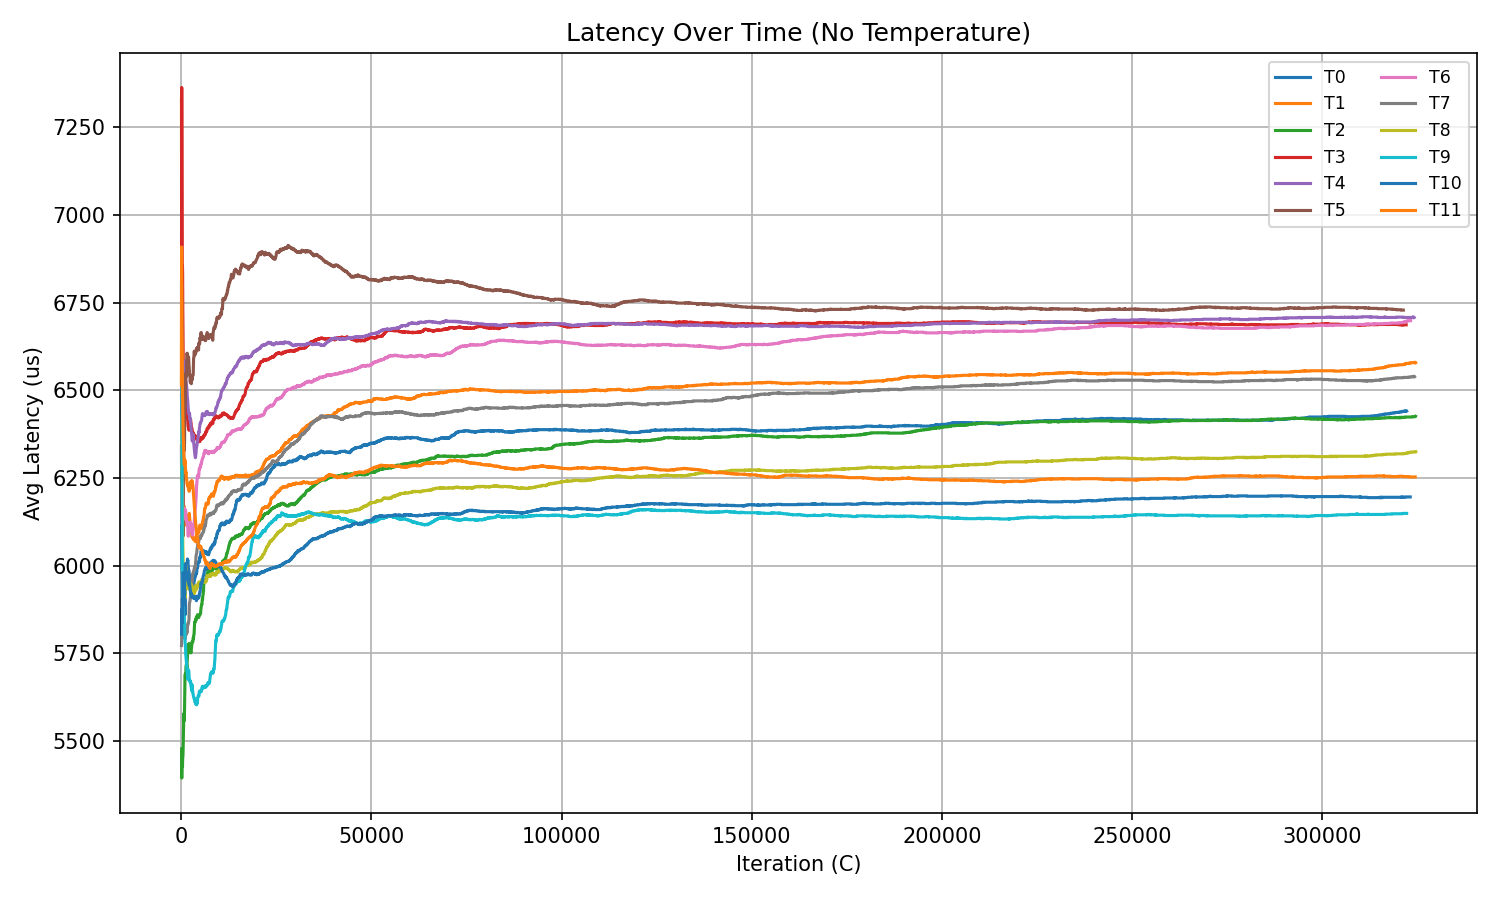 Latency Over Time (No Temperature)
Avg Latency (us)
7250
7000
6750
6500
6250
6000
5750
5500
0
50000
100000
150000
200000
250000
300000
Iteration (C)
T0
T1
T2
T3
T4
T5
T6
T7
T8
T9
T10
T11